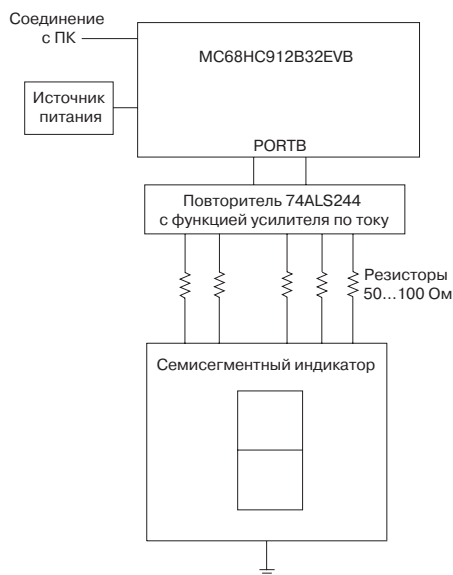 Соединение
с ПК
MC68HC912B32EVB
Источник
питания
PORTB
Повторитель 74ALS244
с функцией усилителя по току
Резисторы
50...100 Ом
Семисегментный индикатор